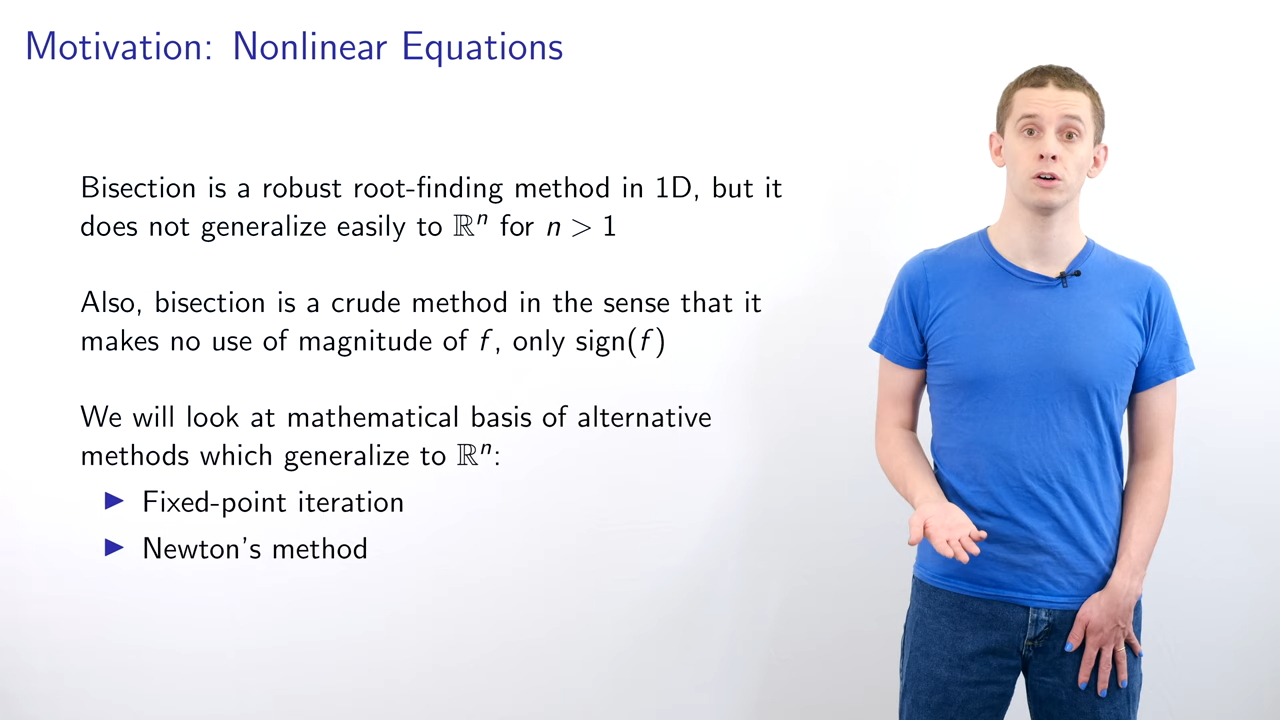 Motivation: Nonlinear Equations
Bisection is a robust root-finding method in 1D, but it
does not generalize easily to ℝⁿ for n > 1
Also, bisection is a crude method in the sense that it
makes no use of magnitude of f, only sign(f)
We will look at mathematical basis of alternative
methods which generalize to ℝⁿ:
▶ Fixed-point iteration
▶ Newton's method